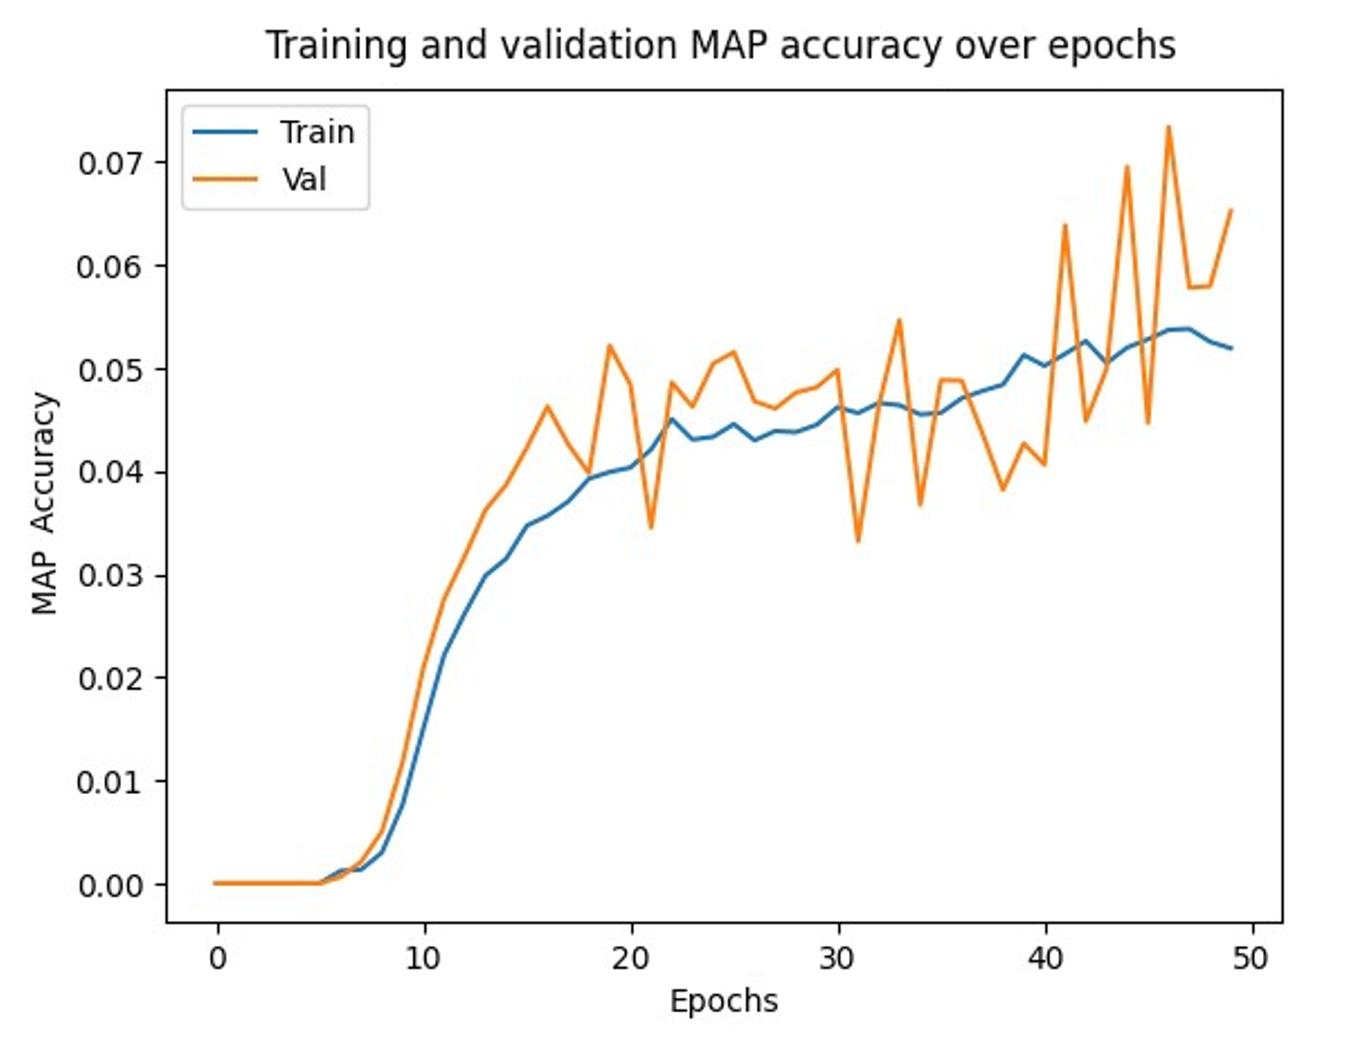 Training and validation MAP accuracy over epochs
Train
Val
0.07
0.06
0.05
0.04
0.03
0.02
0.01
0.00
MAP Accuracy
0 10 20 30 40 50
Epochs